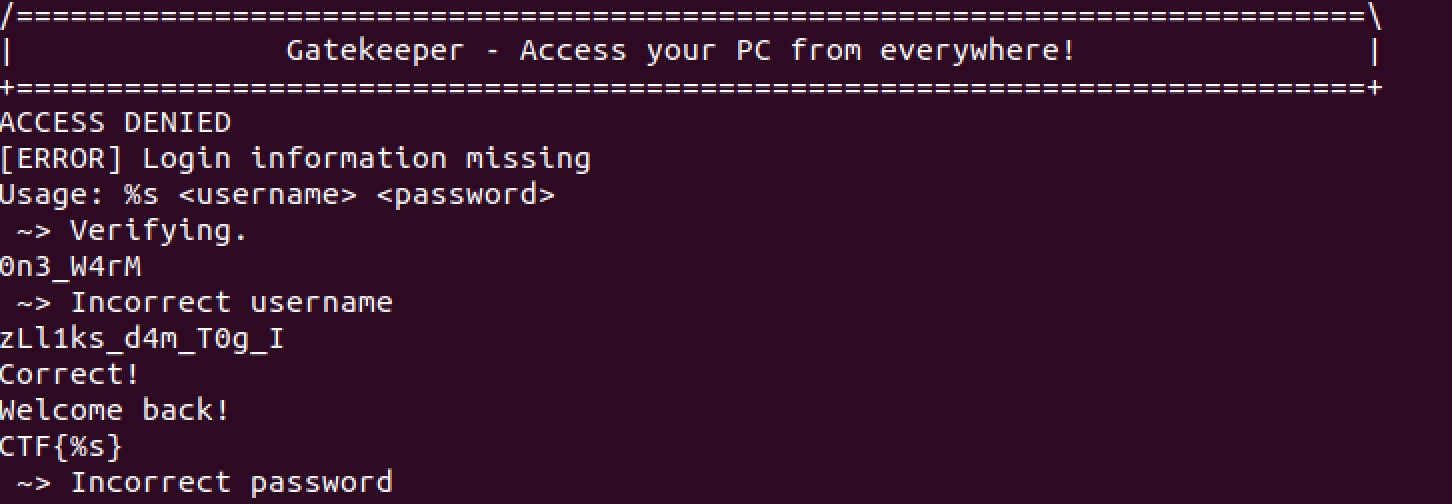 /===========================================================================\
|               Gatekeeper - Access your PC from everywhere!                |
+===========================================================================+
ACCESS DENIED
[ERROR] Login information missing
Usage: %s <username> <password>
 ~> Verifying.
0n3_W4rM
 ~> Incorrect username
zLl1ks_d4m_T0g_I
Correct!
Welcome back!
CTF{%s}
 ~> Incorrect password